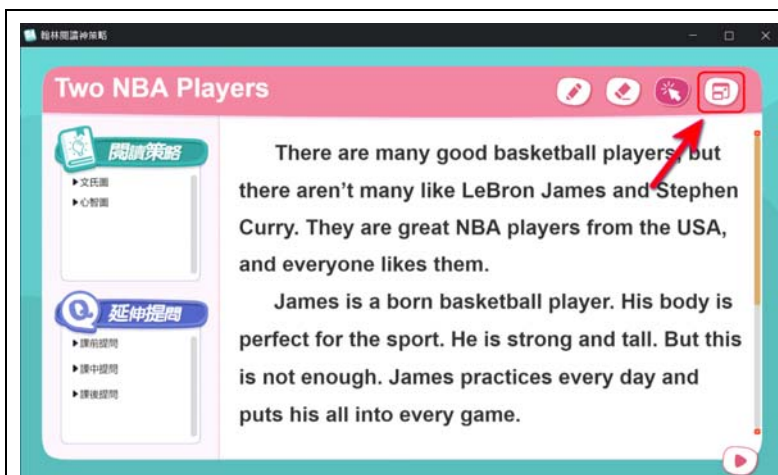 翰林閱讀神策略
Two NBA Players
閱讀策略
▶文氏圖
▶心智圖
延伸提問
▶課前提問
▶課中提問
▶課後提問
There are many good basketball players, but
there aren't many like LeBron James and Stephen
Curry. They are great NBA players from the USA,
and everyone likes them.
James is a born basketball player. His body is
perfect for the sport. He is strong and tall. But this
is not enough. James practices every day and
puts his all into every game.